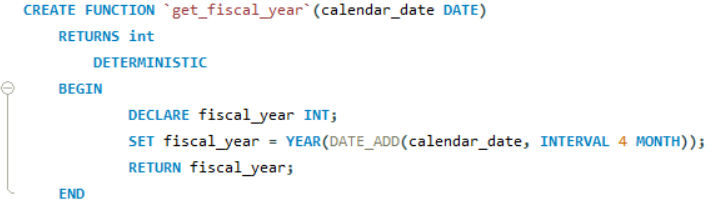 CREATE FUNCTION `get_fiscal_year`(calendar_date DATE)
RETURNS int
DETERMINISTIC
BEGIN
DECLARE fiscal_year INT;
SET fiscal_year = YEAR(DATE_ADD(calendar_date, INTERVAL 4 MONTH));
RETURN fiscal_year;
END